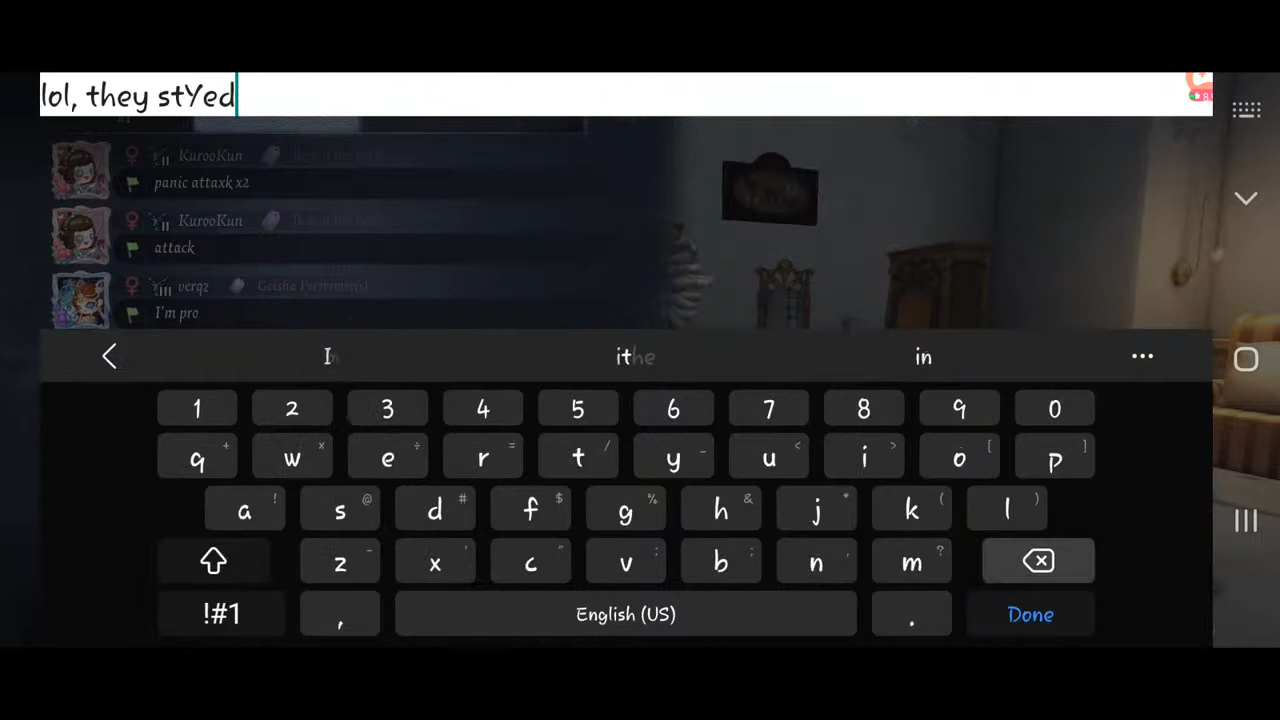 lol, they stYed
KurooKun
panic attaxk x2
KurooKun
attack
verqz Geisha Performer(s)
I'm pro
I it in
1 2 3 4 5 6 7 8 9 0
q + w × e ÷ r = t / y - u < i > o [ p ]
a ! s @ d # f $ g % h & j * k ( l )
z - x ' c " v : b ; n , m ?
!#1 , English (US) . Done